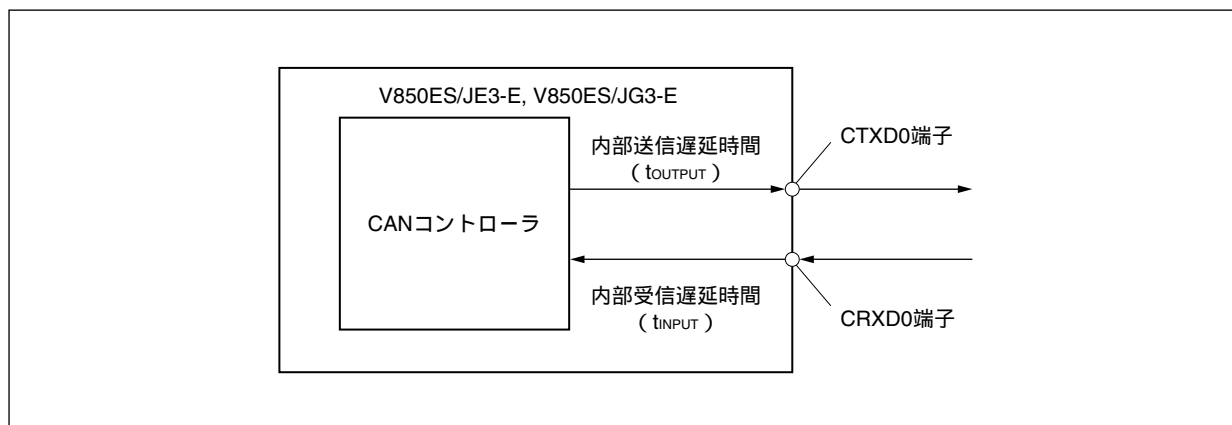 V850ES/JE3-E, V850ES/JG3-E
内部送信遅延時間
（tOUTPUT）
CTXD0端子
CANコントローラ
内部受信遅延時間
（tINPUT）
CRXD0端子